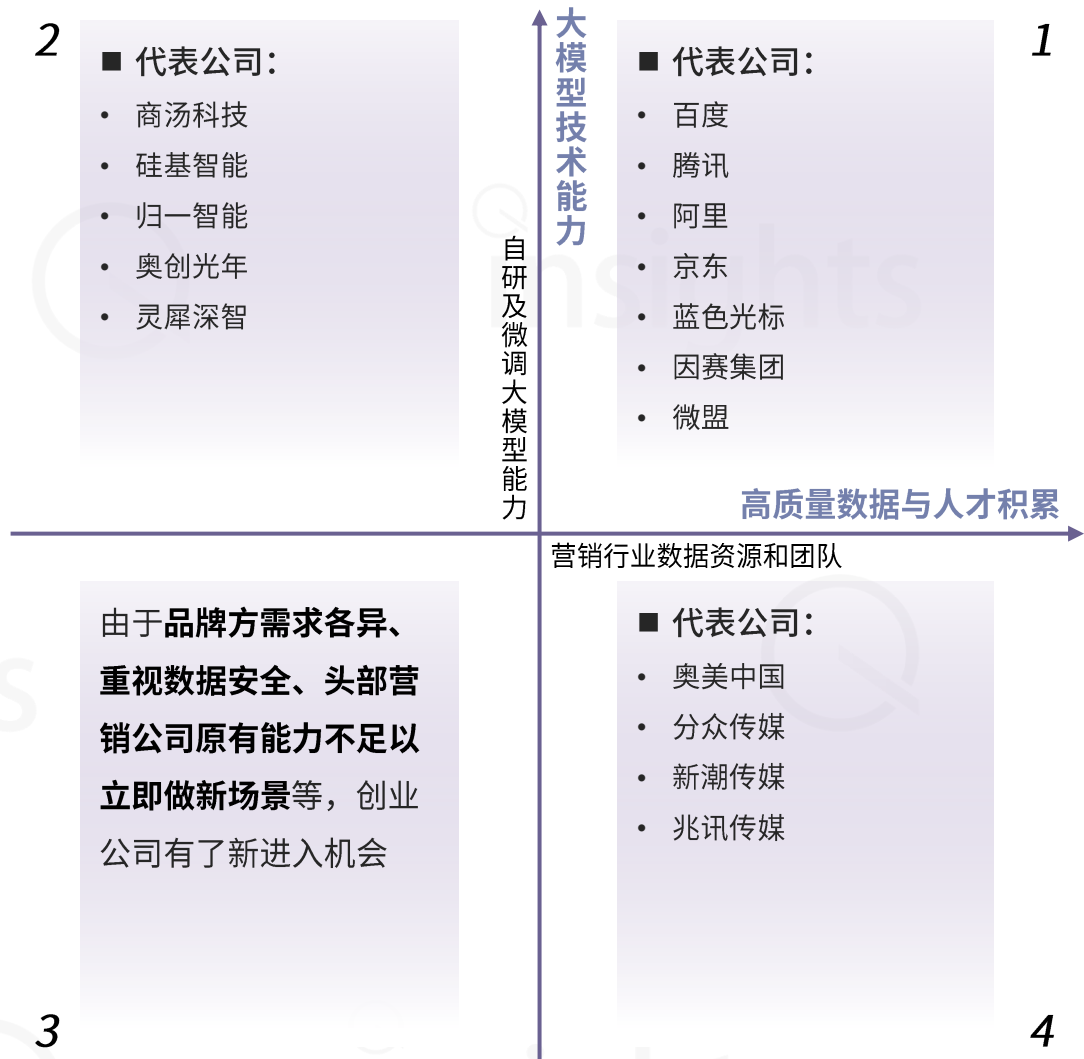 2
■ 代表公司：
• 商汤科技
• 硅基智能
• 归一智能
• 奥创光年
• 灵犀深智
大模型技术能力
自研及微调大模型能力
1
■ 代表公司：
• 百度
• 腾讯
• 阿里
• 京东
• 蓝色光标
• 因赛集团
• 微盟
高质量数据与人才积累
营销行业数据资源和团队
由于品牌方需求各异、
重视数据安全、头部营
销公司原有能力不足以
立即做新场景等，创业
公司有了新进入机会
3
■ 代表公司：
• 奥美中国
• 分众传媒
• 新潮传媒
• 兆讯传媒
4
insights